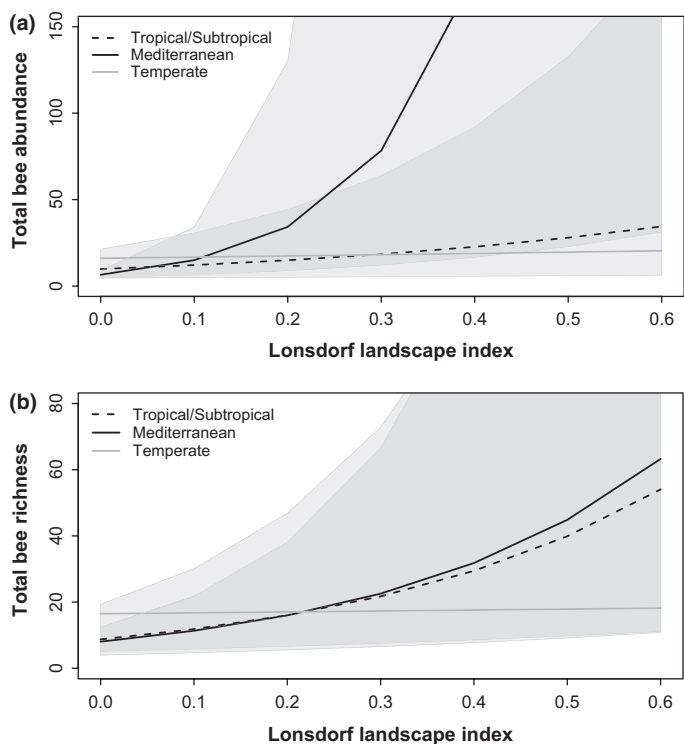 (a)
Tropical/Subtropical
Mediterranean
Temperate
Total bee abundance
150
100
50
0
0.0 0.1 0.2 0.3 0.4 0.5 0.6
Lonsdorf landscape index
(b)
Tropical/Subtropical
Mediterranean
Temperate
Total bee richness
80
60
40
20
0
0.0 0.1 0.2 0.3 0.4 0.5 0.6
Lonsdorf landscape index